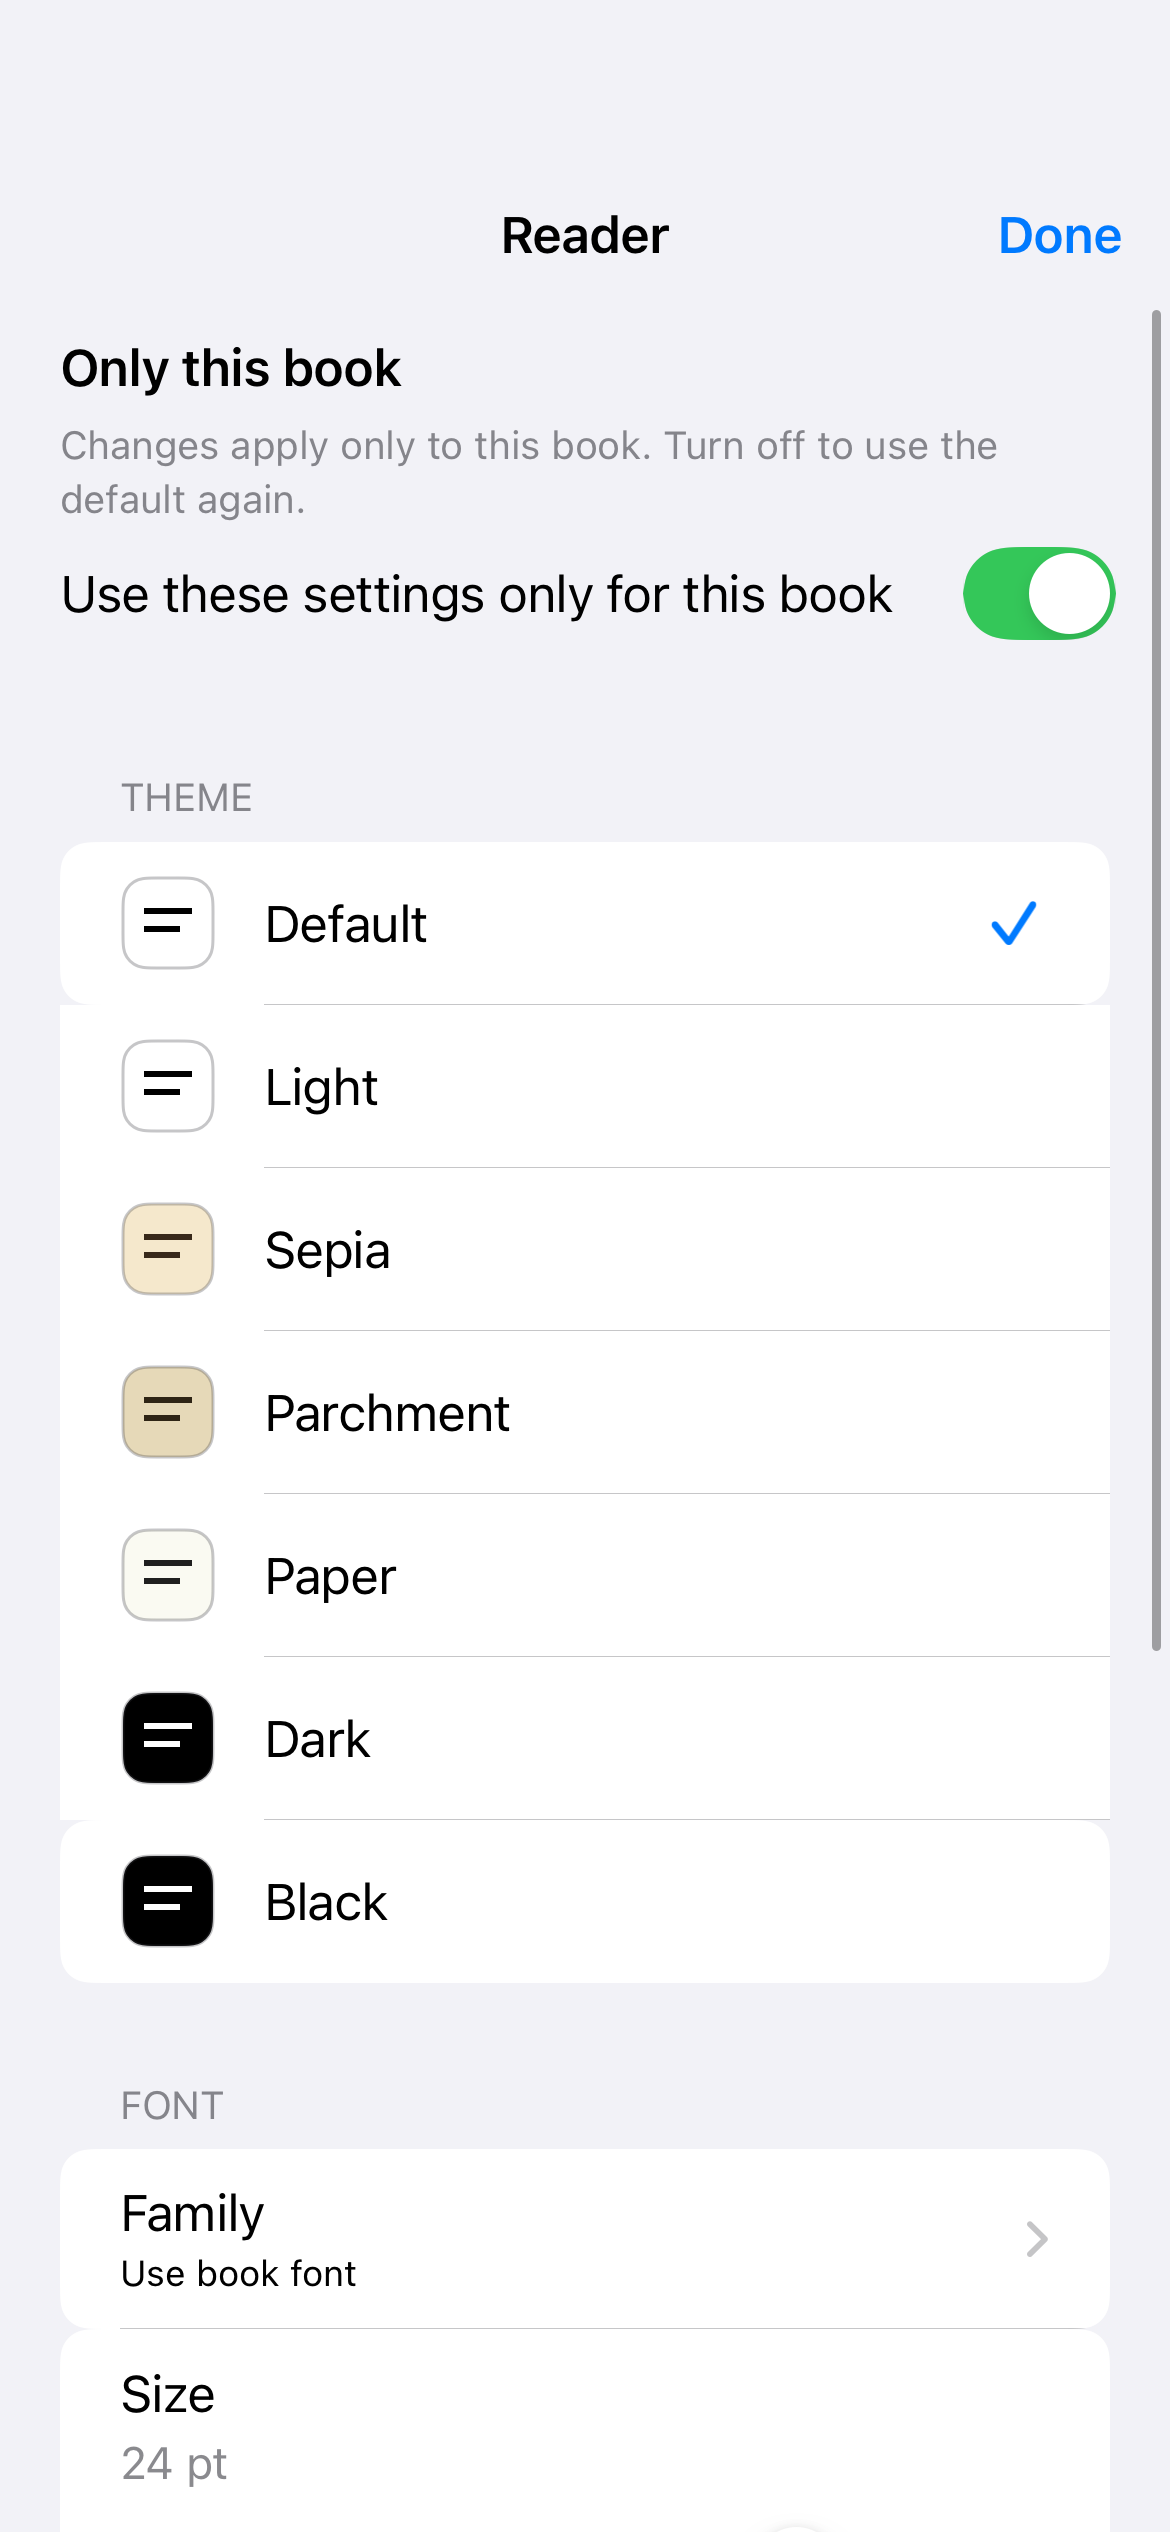 Reader
Done
Only this book
Changes apply only to this book. Turn off to use the
default again.
Use these settings only for this book
THEME
Default
Light
Sepia
Parchment
Paper
Dark
Black
FONT
Family
Use book font
Size
24 pt